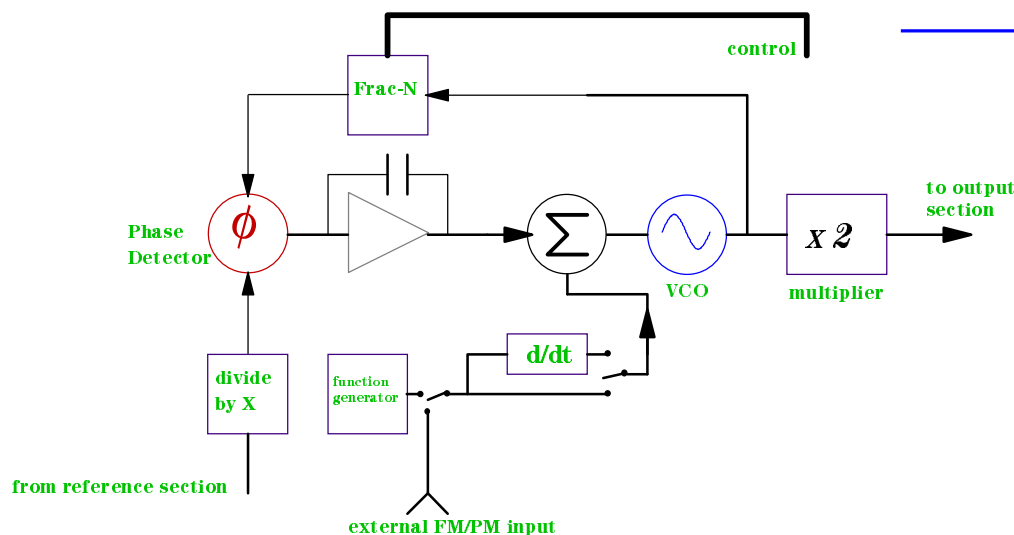 control
Frac-N
to output
section
ϕ
Σ
x 2
Phase
Detector
VCO
multiplier
d/dt
divide
by X
function
generator
from reference section
external FM/PM input